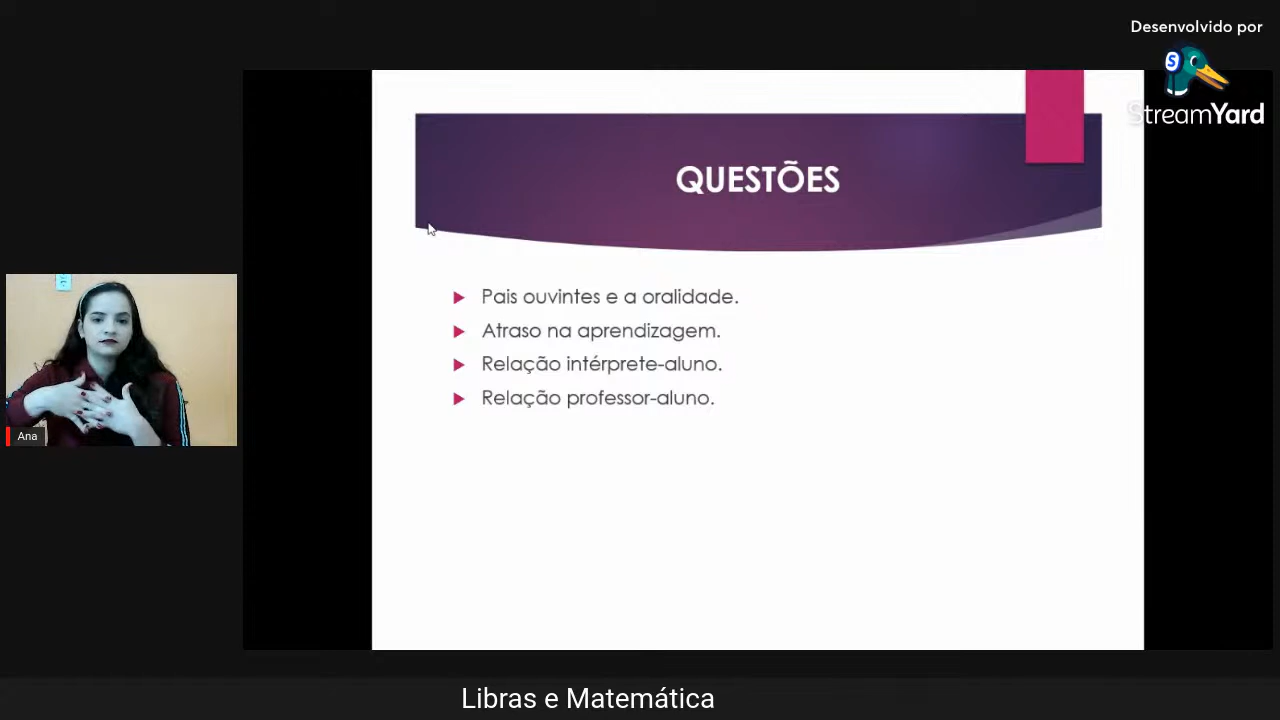 Desenvolvido por
StreamYard
QUESTÕES
Pais ouvintes e a oralidade.
Atraso na aprendizagem.
Relação intérprete-aluno.
Relação professor-aluno.
Ana
Libras e Matemática